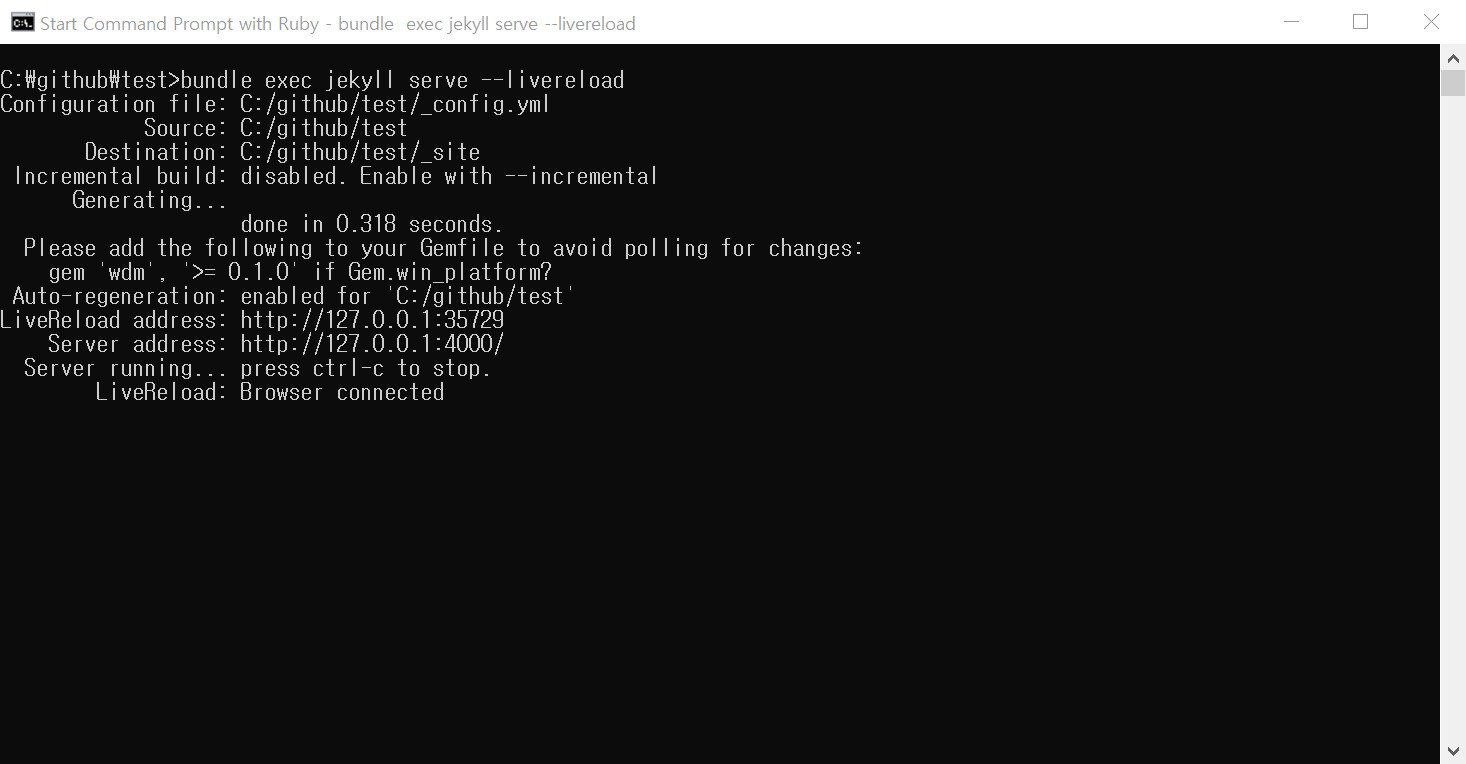 Start Command Prompt with Ruby - bundle  exec jekyll serve --livereload
C:₩github₩test>bundle exec jekyll serve --livereload
Configuration file: C:/github/test/_config.yml
            Source: C:/github/test
       Destination: C:/github/test/_site
 Incremental build: disabled. Enable with --incremental
      Generating...
                    done in 0.318 seconds.
  Please add the following to your Gemfile to avoid polling for changes:
    gem 'wdm', '>= 0.1.0' if Gem.win_platform?
 Auto-regeneration: enabled for 'C:/github/test'
LiveReload address: http://127.0.0.1:35729
    Server address: http://127.0.0.1:4000/
  Server running... press ctrl-c to stop.
        LiveReload: Browser connected